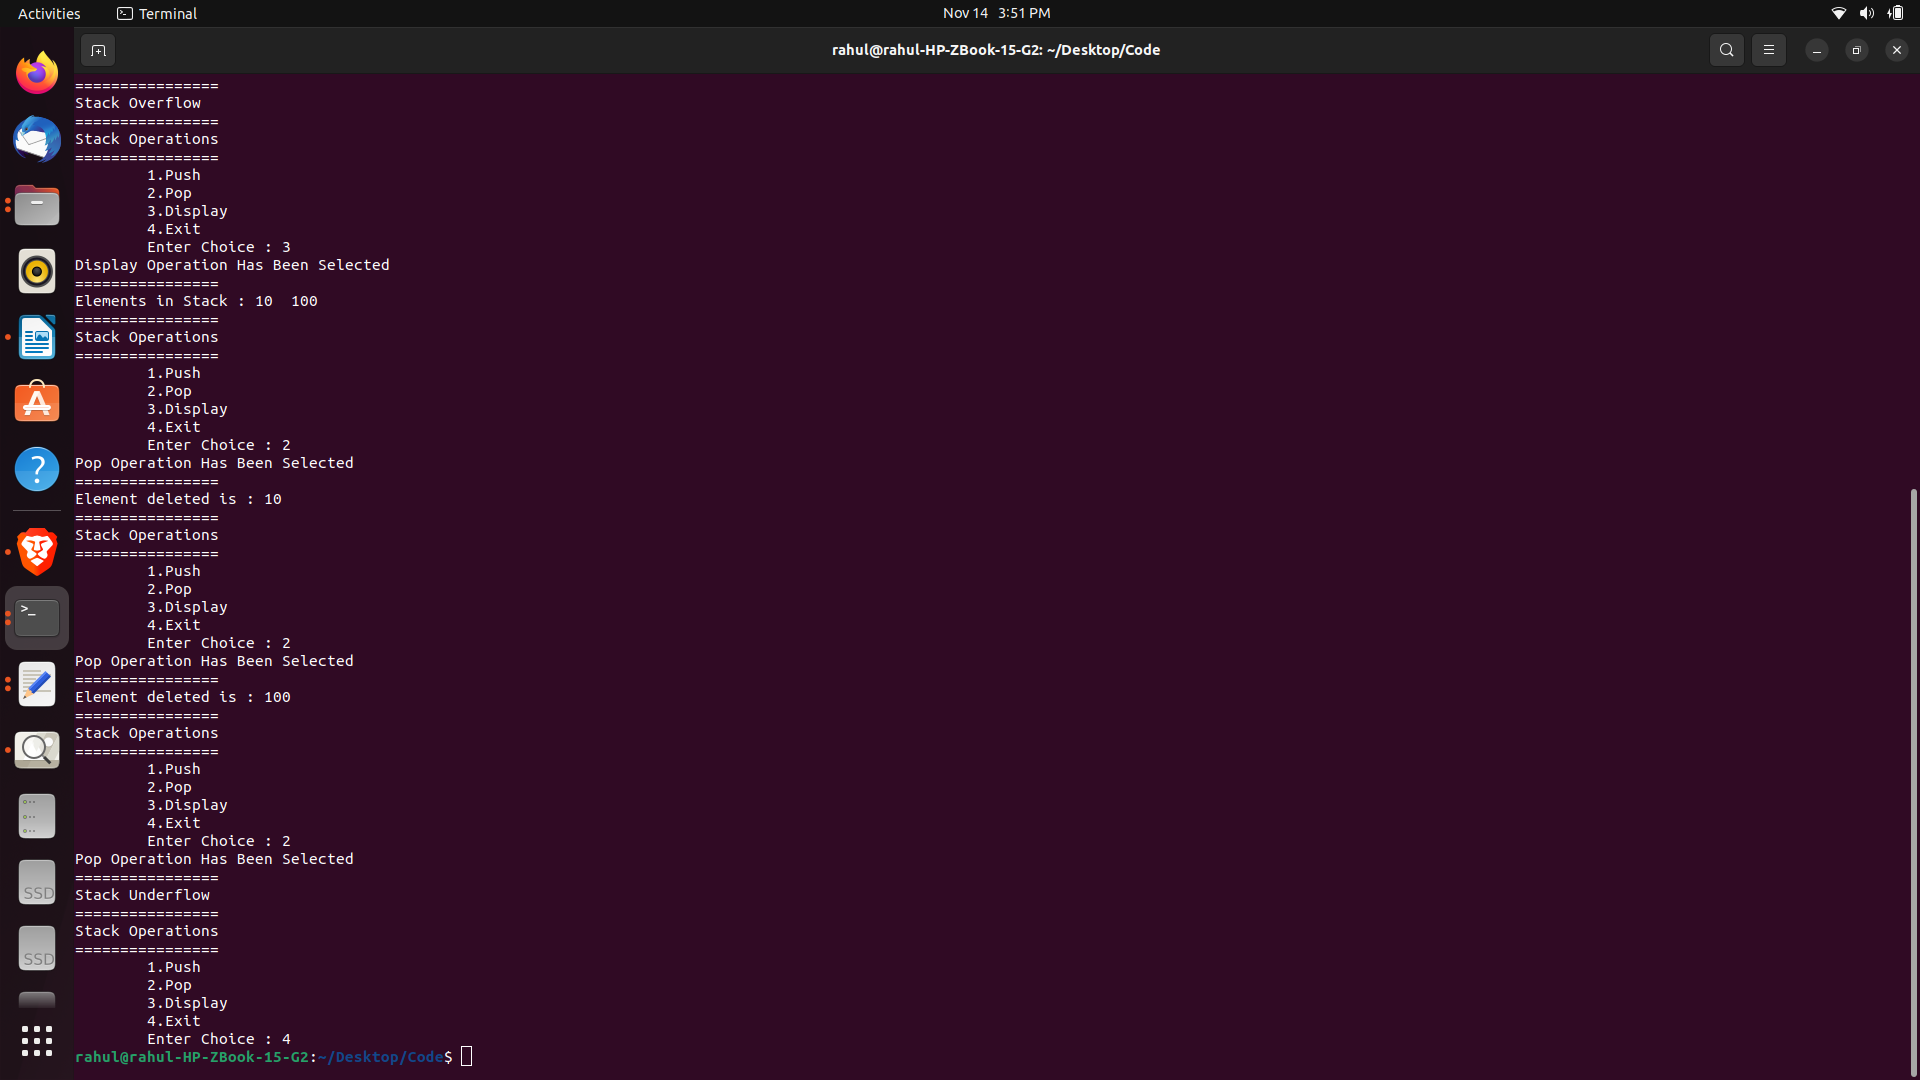 Activities Terminal Nov 14 3:51 PM
rahul@rahul-HP-ZBook-15-G2: ~/Desktop/Code
================
Stack Overflow
================
Stack Operations
================
1.Push
2.Pop
3.Display
4.Exit
Enter Choice : 3
Display Operation Has Been Selected
================
Elements in Stack : 10  100
================
Stack Operations
================
1.Push
2.Pop
3.Display
4.Exit
Enter Choice : 2
Pop Operation Has Been Selected
================
Element deleted is : 10
================
Stack Operations
================
1.Push
2.Pop
3.Display
4.Exit
Enter Choice : 2
Pop Operation Has Been Selected
================
Element deleted is : 100
================
Stack Operations
================
1.Push
2.Pop
3.Display
4.Exit
Enter Choice : 2
Pop Operation Has Been Selected
================
Stack Underflow
================
Stack Operations
================
1.Push
2.Pop
3.Display
4.Exit
Enter Choice : 4
rahul@rahul-HP-ZBook-15-G2:~/Desktop/Code$
SSD
SSD